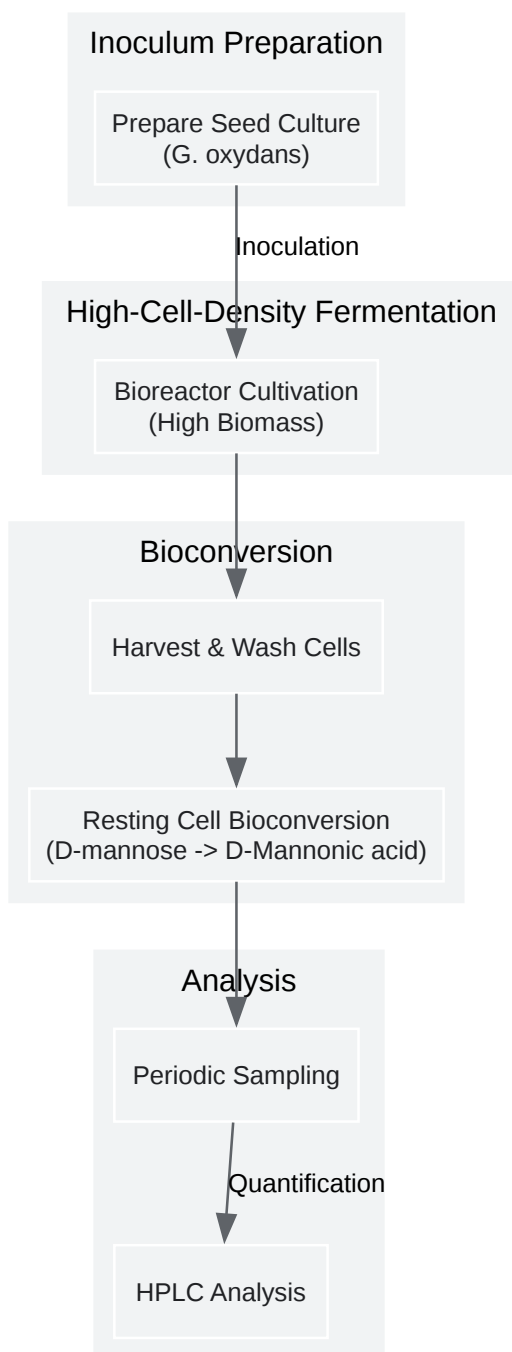 Inoculum Preparation
Prepare Seed Culture
(G. oxydans)
Inoculation
High-Cell-Density Fermentation
Bioreactor Cultivation
(High Biomass)
Bioconversion
Harvest & Wash Cells
Resting Cell Bioconversion
(D-mannose -> D-Mannonic acid)
Analysis
Periodic Sampling
Quantification
HPLC Analysis